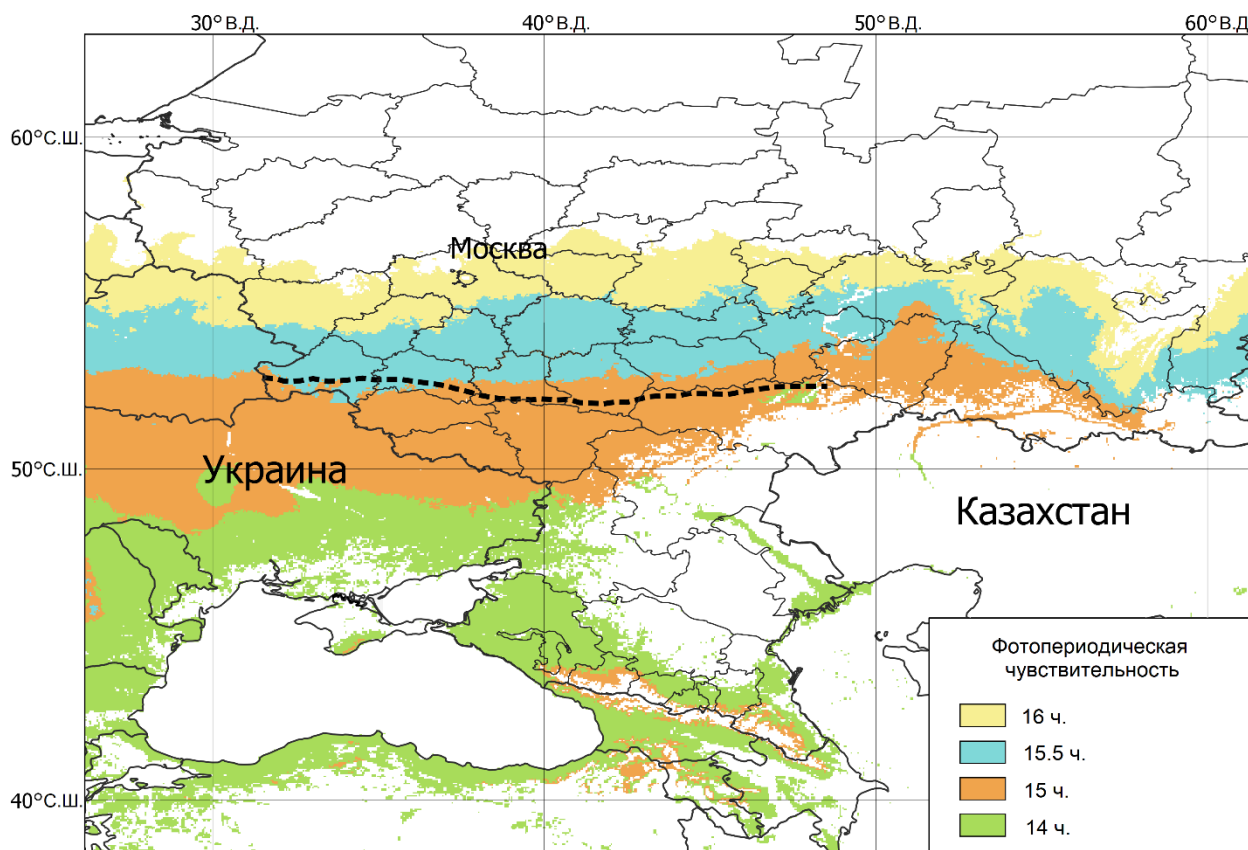 30° В.Д.
40° В.Д.
50° В.Д.
60° В.Д.
60° С.Ш.
Москва
50° С.Ш.
Украина
Казахстан
Фотопериодическая
чувствительность
16 ч.
15.5 ч.
15 ч.
14 ч.
40° С.Ш.